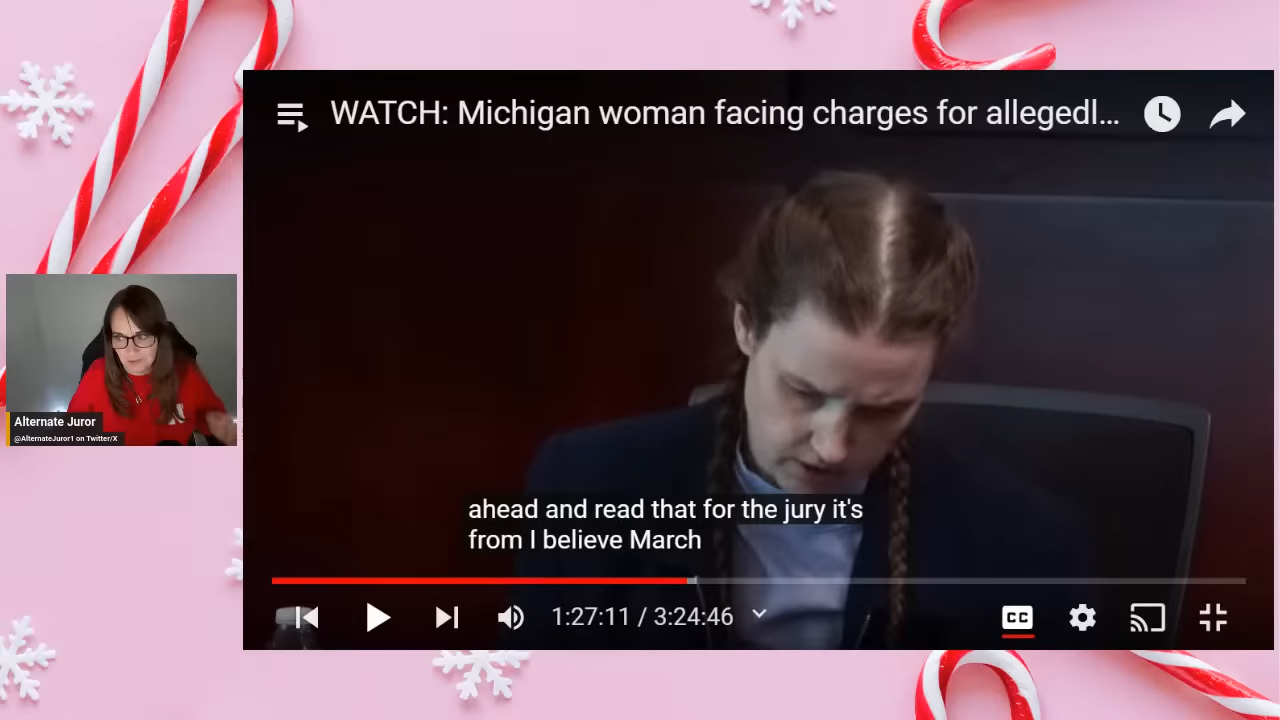 WATCH: Michigan woman facing charges for allegedl...
Alternate Juror
@AlternateJuror1 on Twitter/X
ahead and read that for the jury it's
from I believe March
1:27:11 / 3:24:46
CC